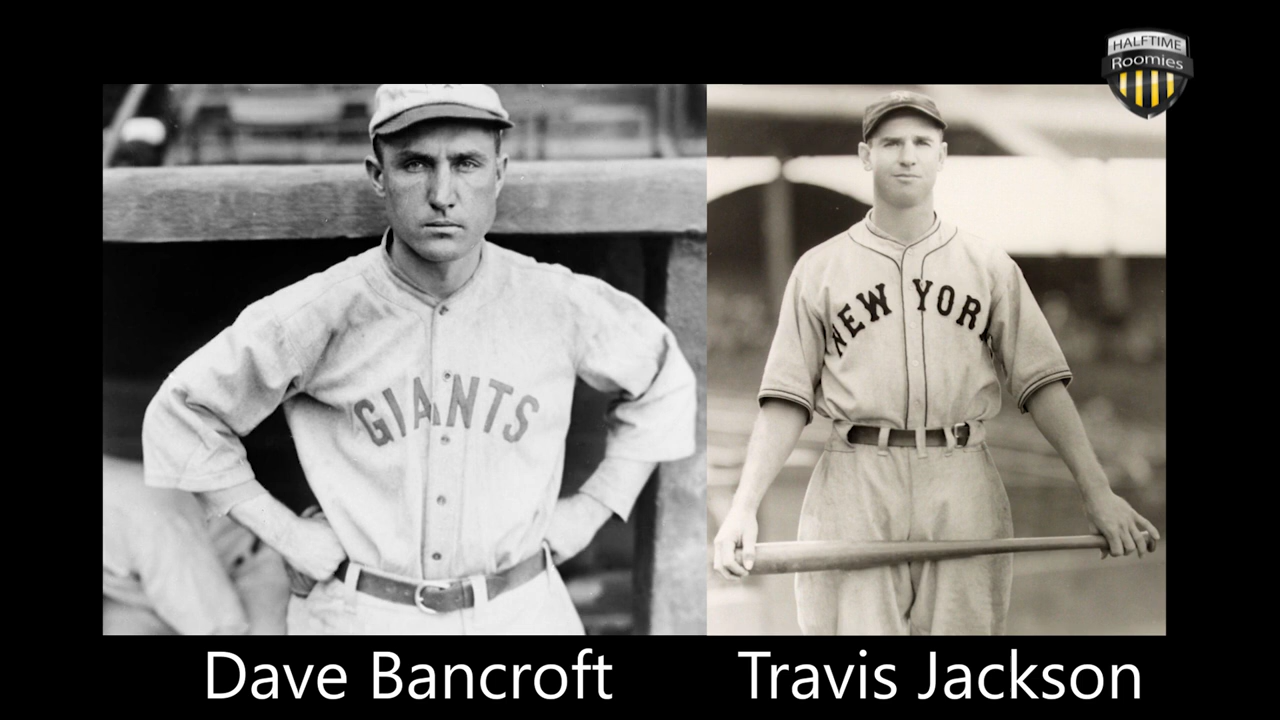 HALFTIME
Roomies
GIANTS
NEW YORK
Dave Bancroft
Travis Jackson